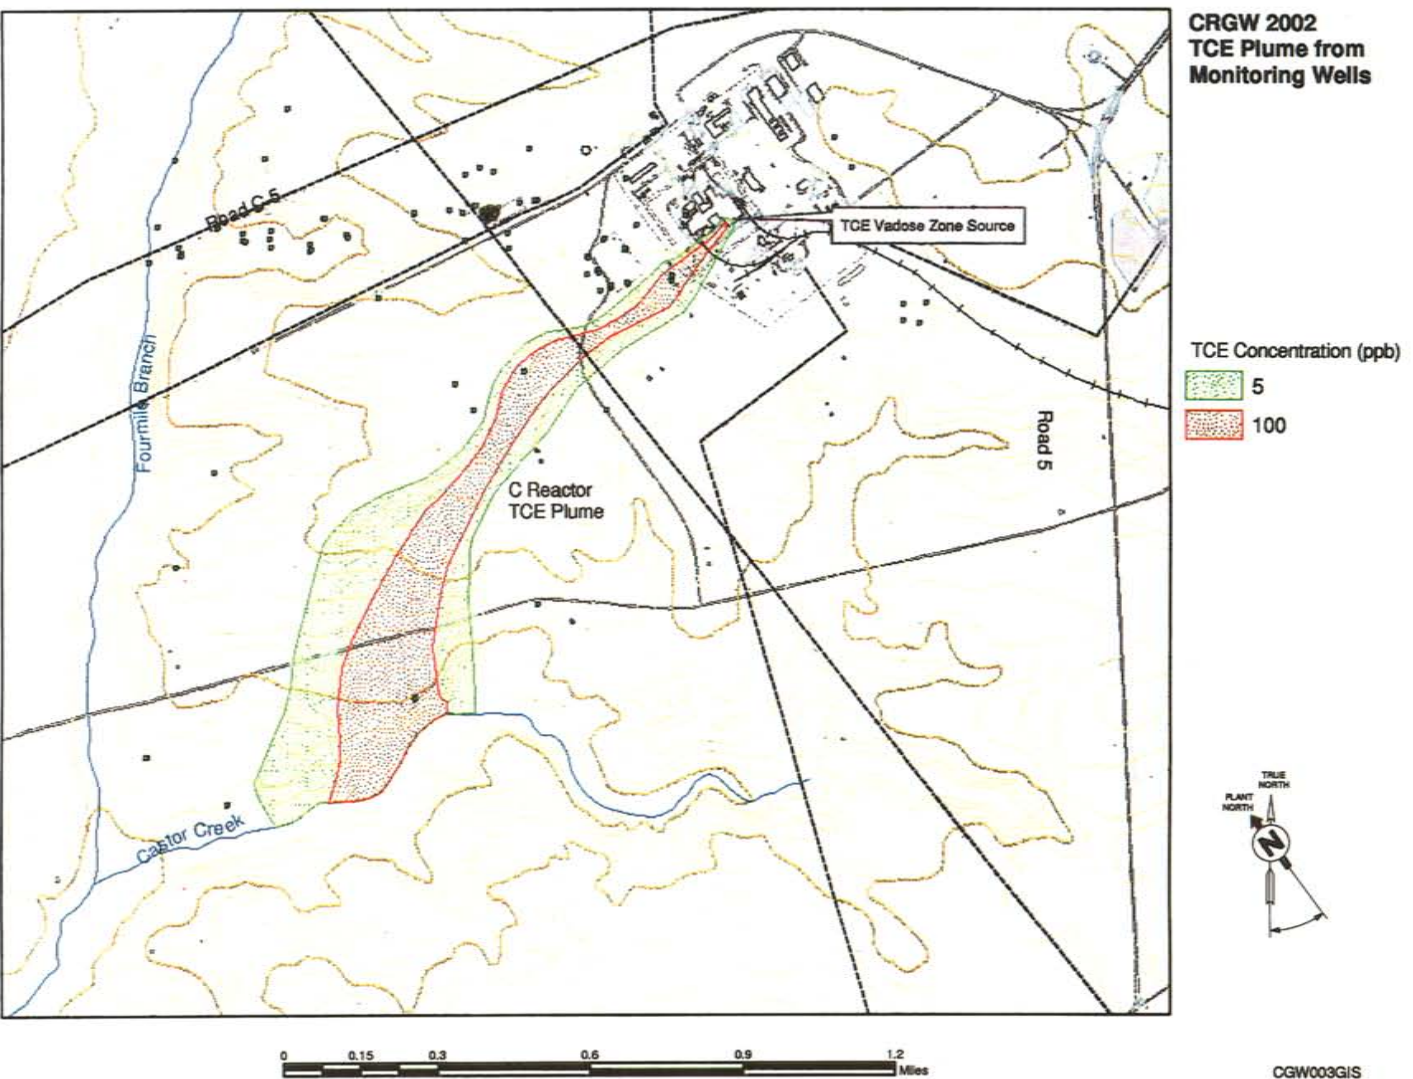 CRGW 2002
TCE Plume from
Monitoring Wells
Road C-5
TCE Vadose Zone Source
Fourmile Branch
TCE Concentration (ppb)
5
100
Road 5
C Reactor
TCE Plume
Castor Creek
TRUE
NORTH
PLANT
NORTH
N
0 0.15 0.3 0.6 0.9 1.2
Miles
CGW003GIS